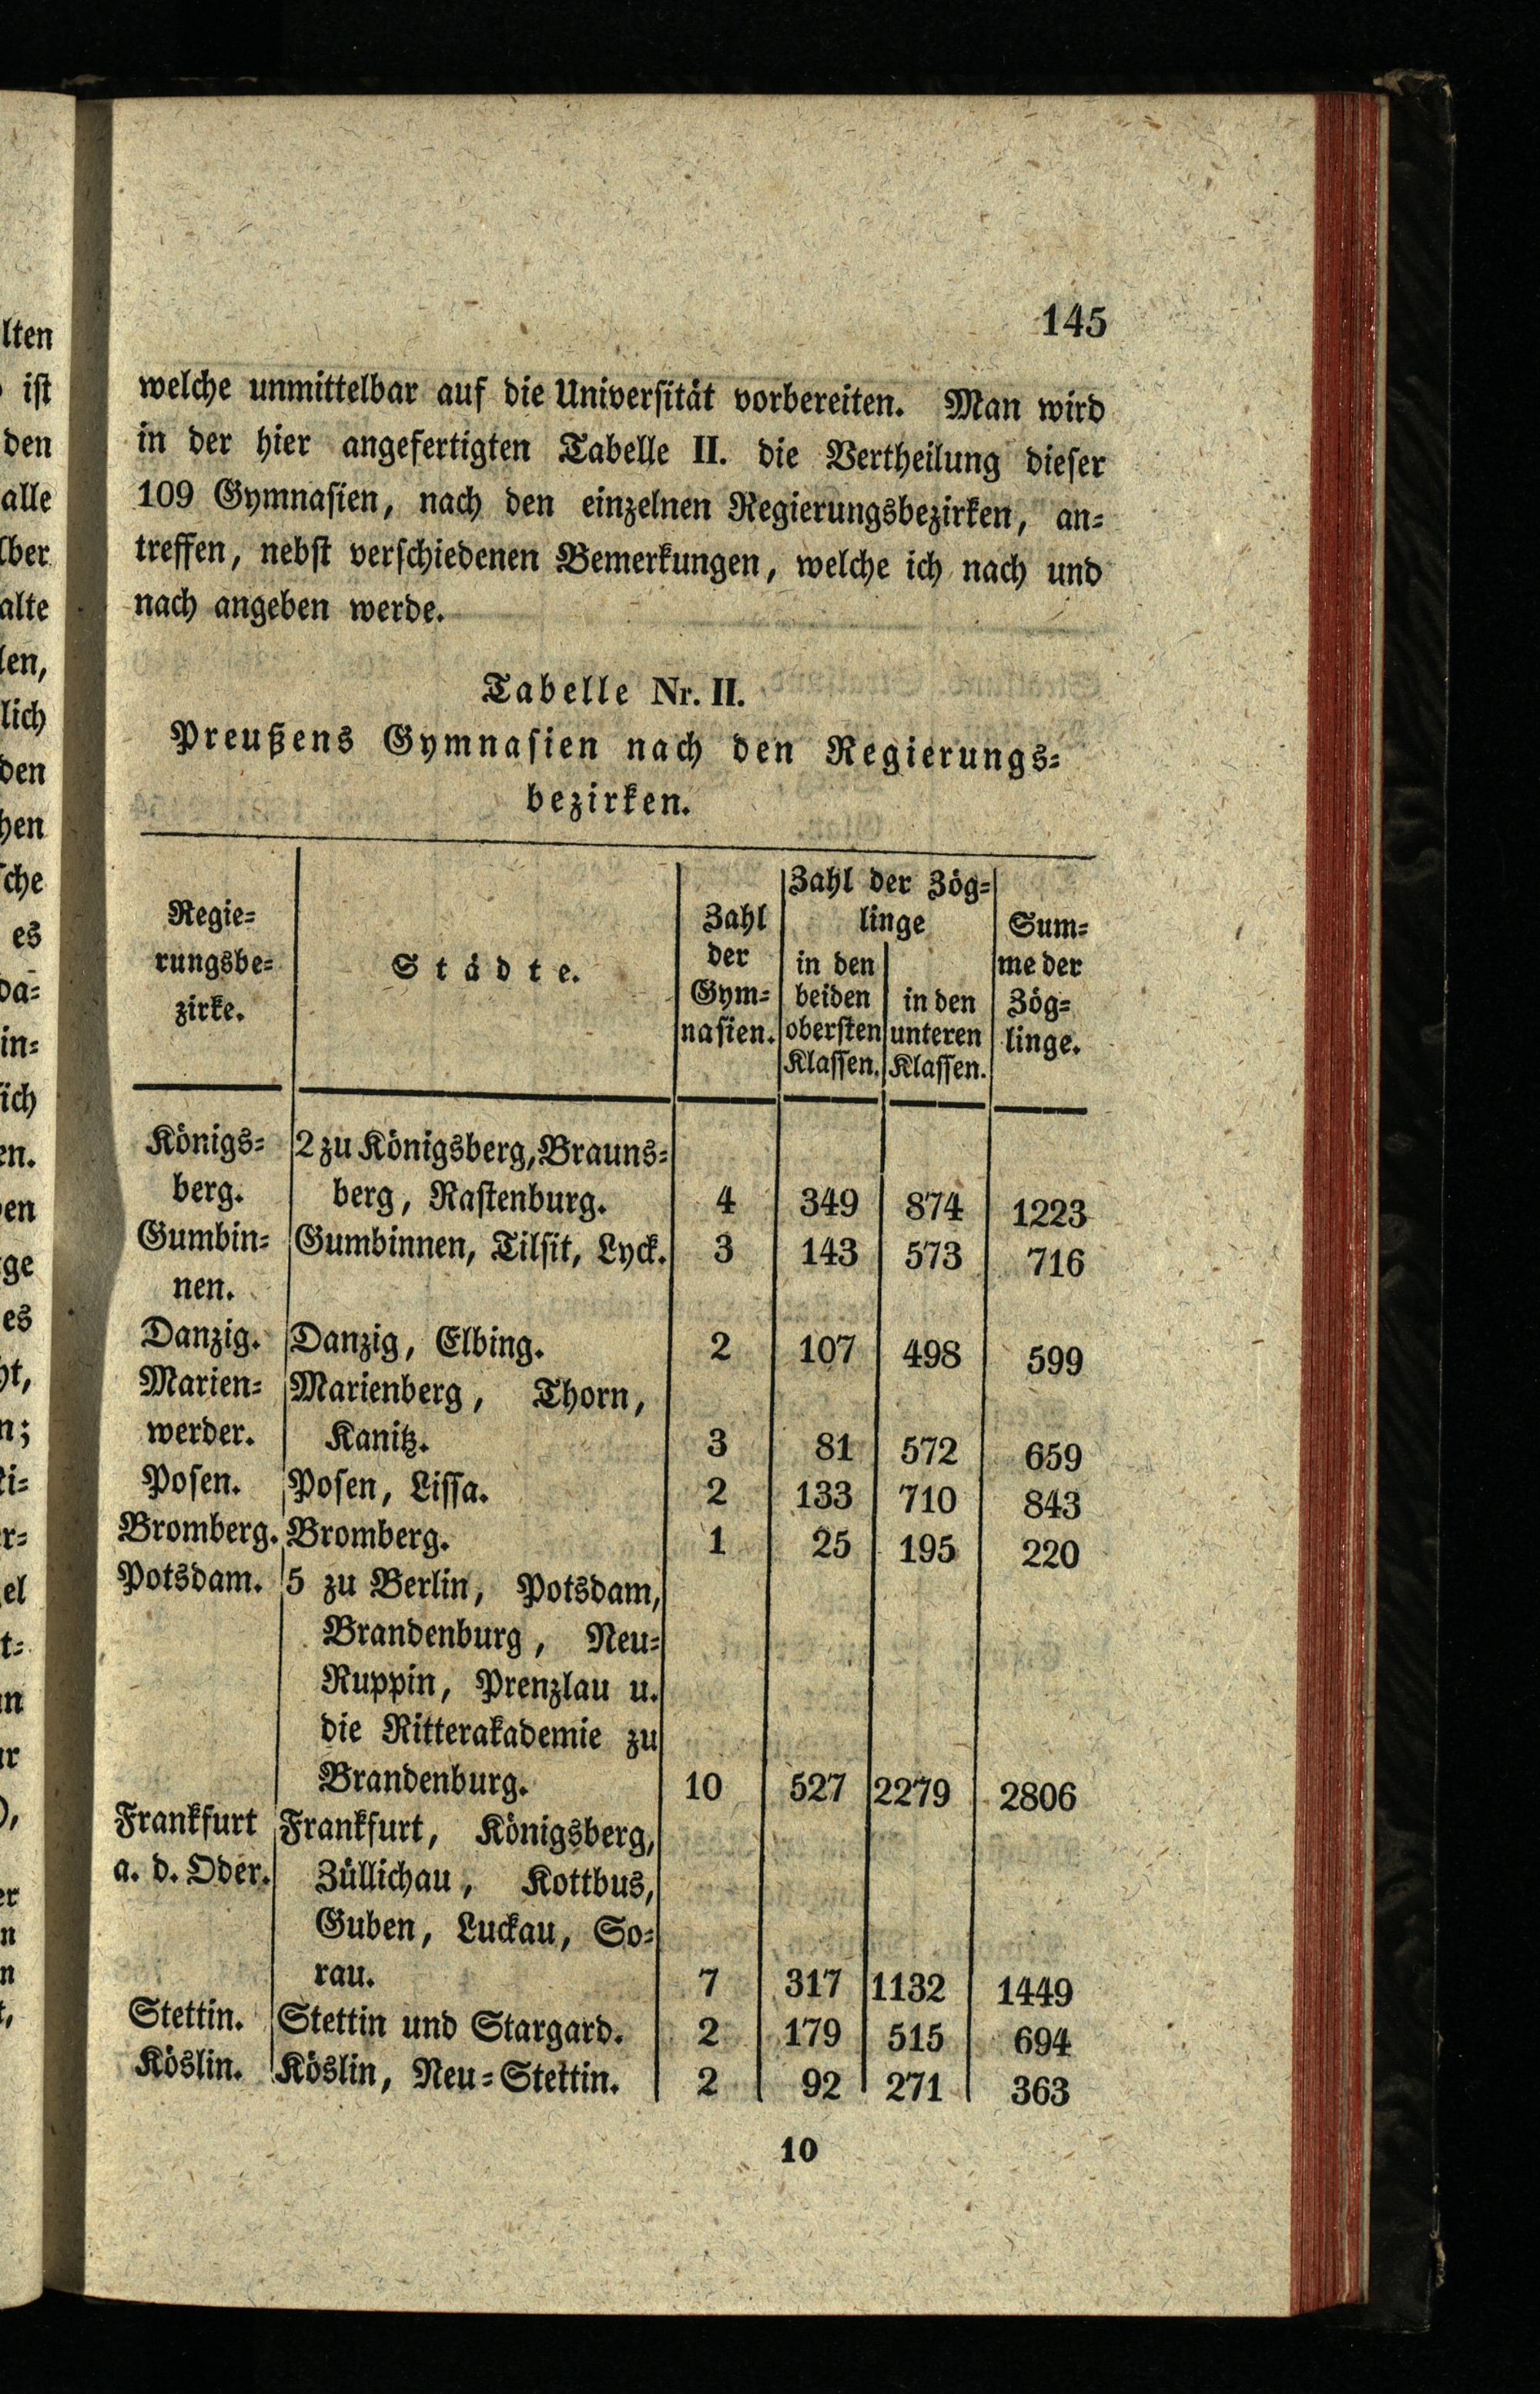 145
welche unmittelbar auf die Universität vorbereiten. Man wird
in der hier angefertigten Tabelle II. die Vertheilung dieser
109 Gymnasien, nach den einzelnen Regierungsbezirken, an-
treffen, nebst verschiedenen Bemerkungen, welche ich nach und
nach angeben werde.
Tabelle Nr. II.
Preußens Gymnasien nach den Regierungs-
bezirken.
Regie-
rungsbe-
zirke.
Städte.
Zahl
der
Gym-
nasien.
Zahl der Zög-
linge
in den
beiden
obersten
Klassen.
in den
unteren
Klassen.
Sum-
me der
Zög-
linge.
Königs- 2 zu Königsberg, Brauns-
berg. berg, Rastenburg. 4 349 874 1223
Gumbin- Gumbinnen, Tilsit, Lyck. 3 143 573 716
nen.
Danzig. Danzig, Elbing. 2 107 498 599
Marien- Marienberg, Thorn,
werder. Kanitz. 3 81 572 659
Posen. Posen, Lissa. 2 133 710 843
Bromberg. Bromberg. 1 25 195 220
Potsdam. 5 zu Berlin, Potsdam,
Brandenburg, Neu-
Ruppin, Prenzlau u.
die Ritterakademie zu
Brandenburg. 10 527 2279 2806
Frankfurt Frankfurt, Königsberg,
a. d. Oder. Züllichau, Kottbus,
Guben, Luckau, So-
rau. 7 317 1132 1449
Stettin. Stettin und Stargard. 2 179 515 694
Köslin. Köslin, Neu-Stettin. 2 92 271 363
10